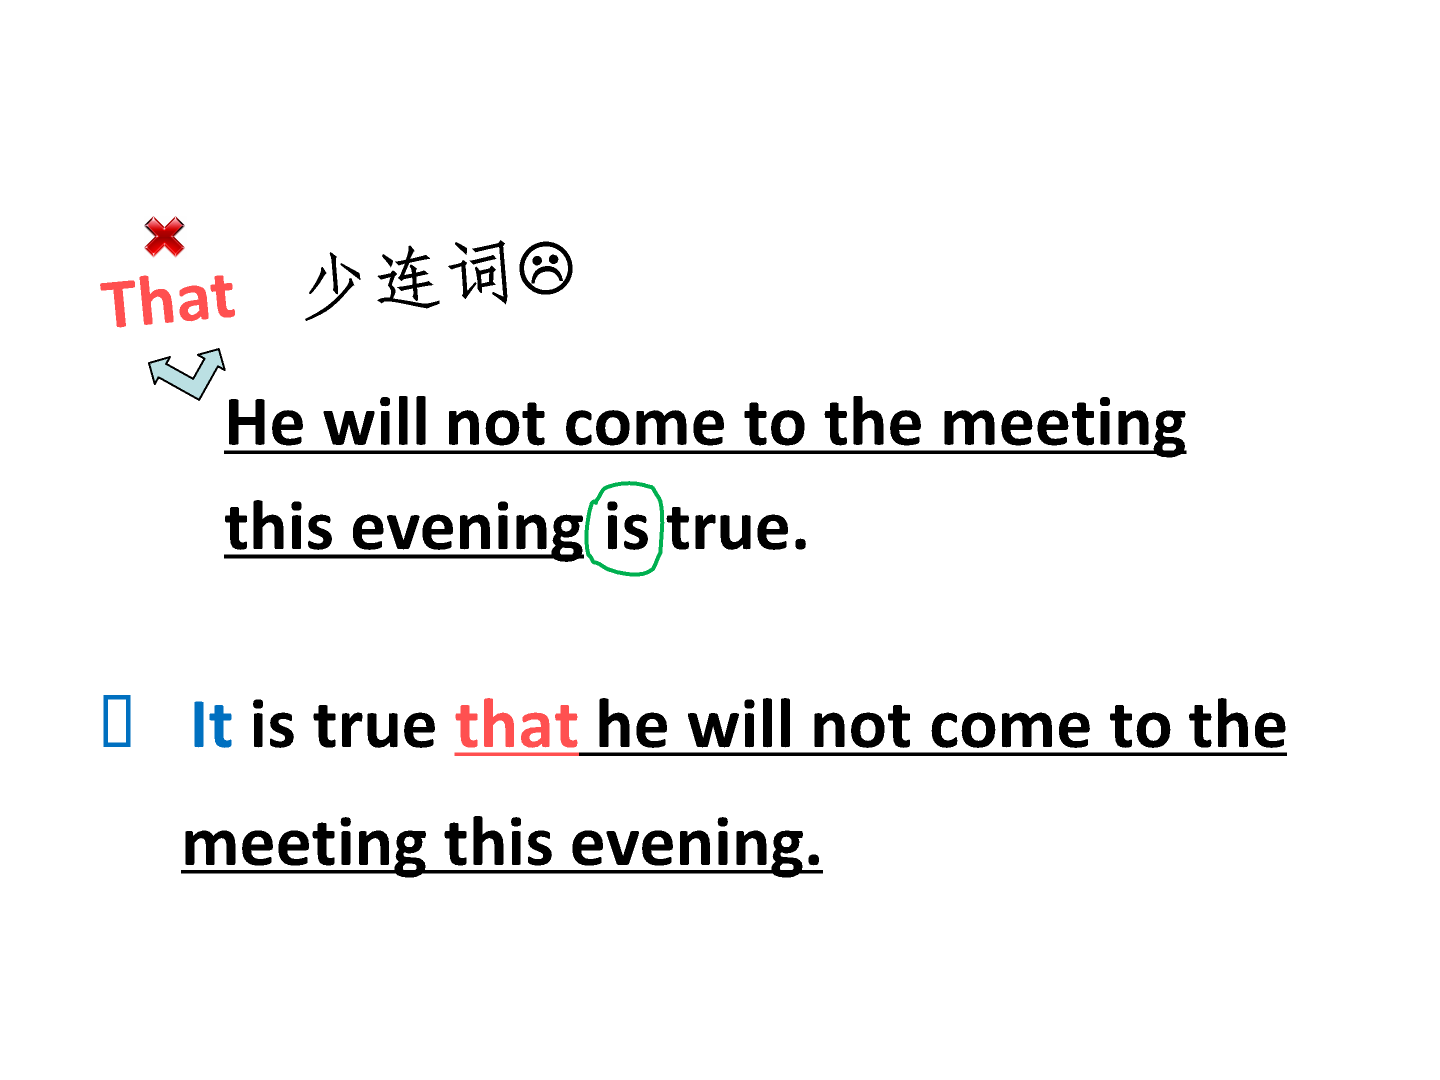 That 少连词☹
He will not come to the meeting
this evening is true.
It is true that he will not come to the
meeting this evening.